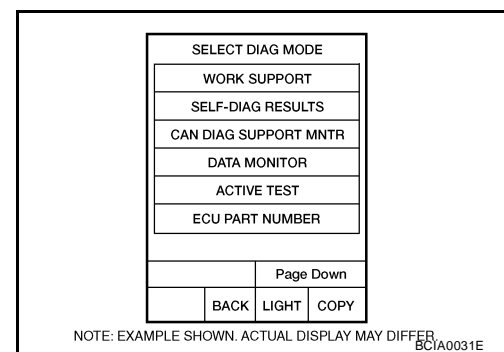 SELECT DIAG MODE
WORK SUPPORT
SELF-DIAG RESULTS
CAN DIAG SUPPORT MNTR
DATA MONITOR
ACTIVE TEST
ECU PART NUMBER
Page Down
BACK LIGHT COPY
NOTE: EXAMPLE SHOWN. ACTUAL DISPLAY MAY DIFFER.
BCIA0031E